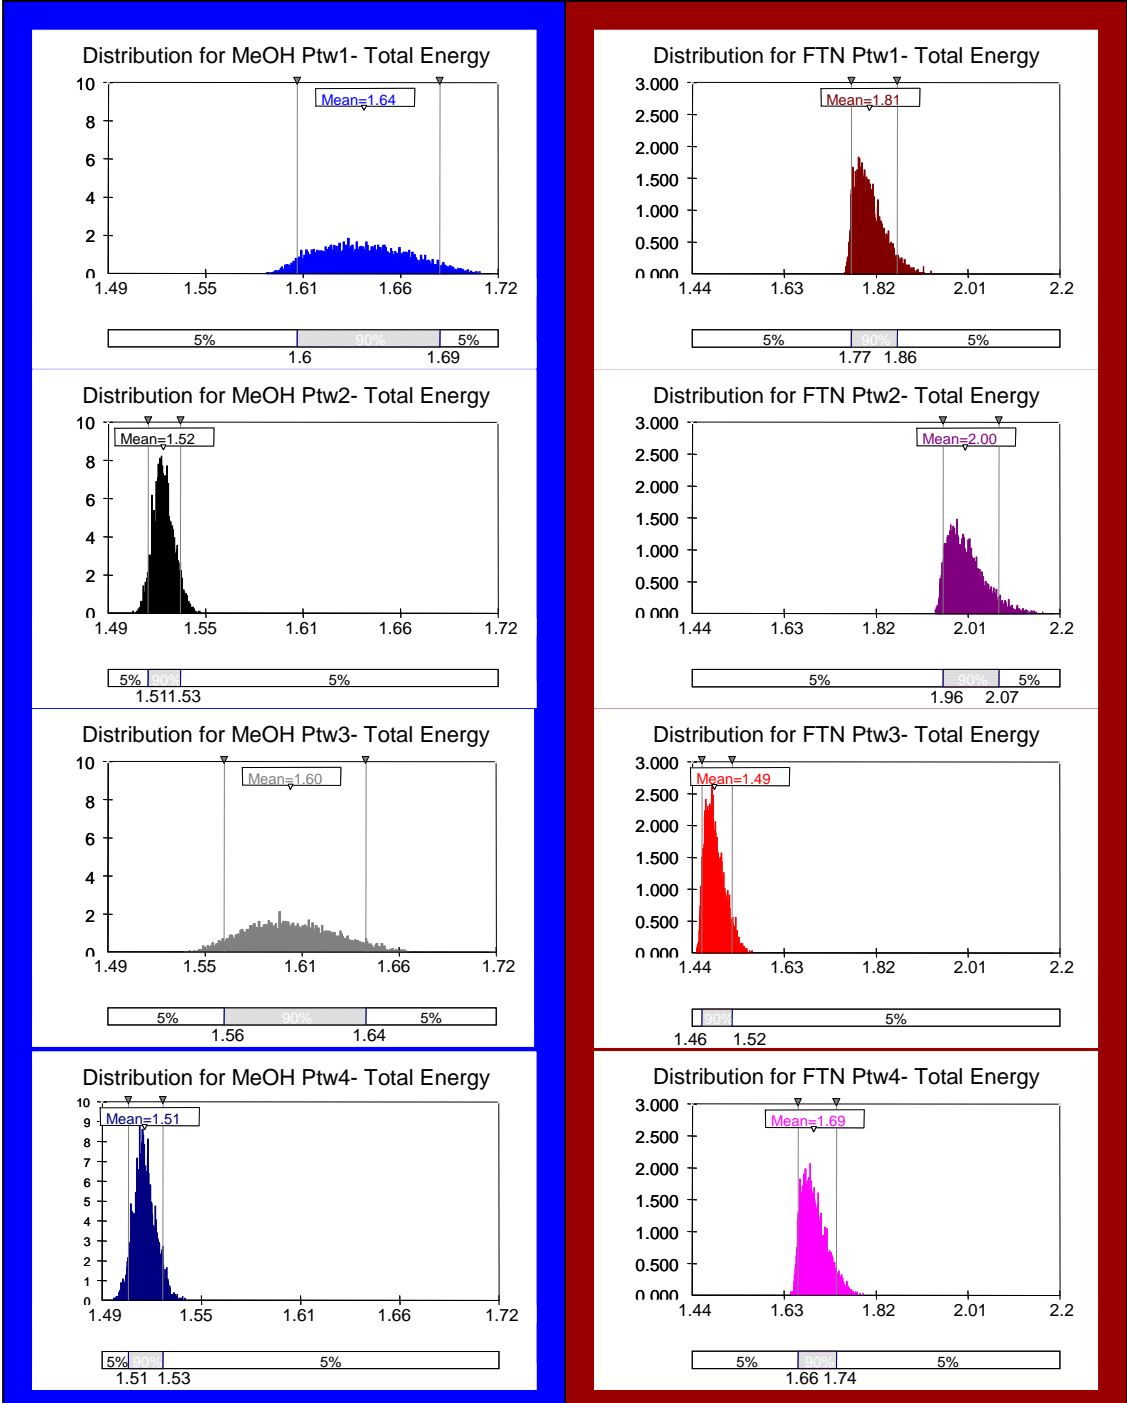 Distribution for MeOH Ptw1- Total Energy
10
Mean=1.64
8
6
4
2
0
1.49 1.55 1.61 1.66 1.72
5% 90% 5%
1.6 1.69
Distribution for MeOH Ptw2- Total Energy
10
Mean=1.52
8
6
4
2
0
1.49 1.55 1.61 1.66 1.72
5% 90% 5%
1.51 1.53
Distribution for MeOH Ptw3- Total Energy
10
Mean=1.60
8
6
4
2
0
1.49 1.55 1.61 1.66 1.72
5% 90% 5%
1.56 1.64
Distribution for MeOH Ptw4- Total Energy
10
Mean=1.51
9
8
7
6
5
4
3
2
1
0
1.49 1.55 1.61 1.66 1.72
5% 90% 5%
1.51 1.53
Distribution for FTN Ptw1- Total Energy
3.000
Mean=1.81
2.500
2.000
1.500
1.000
0.500
0.000
1.44 1.63 1.82 2.01 2.2
5% 90% 5%
1.77 1.86
Distribution for FTN Ptw2- Total Energy
3.000
Mean=2.00
2.500
2.000
1.500
1.000
0.500
0.000
1.44 1.63 1.82 2.01 2.2
5% 90% 5%
1.96 2.07
Distribution for FTN Ptw3- Total Energy
3.000
Mean=1.49
2.500
2.000
1.500
1.000
0.500
0.000
1.44 1.63 1.82 2.01 2.2
90% 5%
1.46 1.52
Distribution for FTN Ptw4- Total Energy
3.000
Mean=1.69
2.500
2.000
1.500
1.000
0.500
0.000
1.44 1.63 1.82 2.01 2.2
5% 90% 5%
1.66 1.74